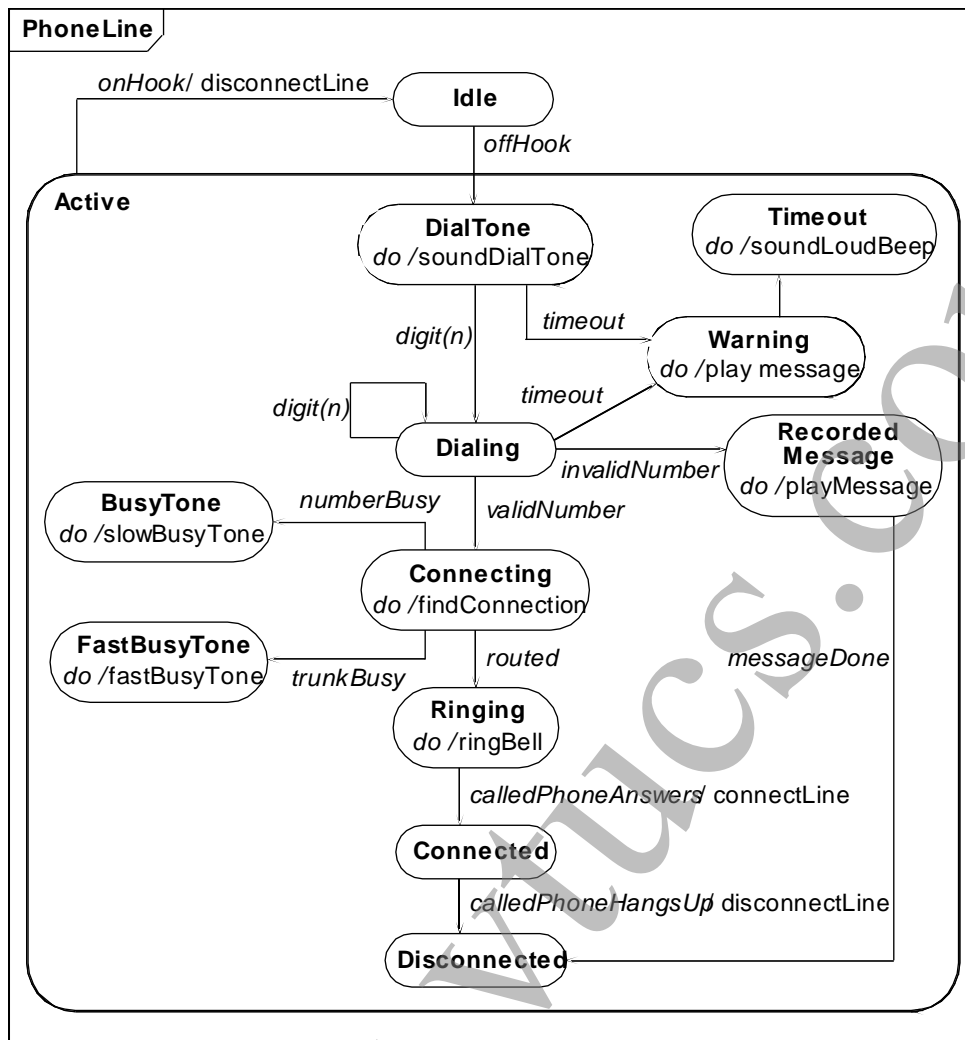 PhoneLine
onHook/ disconnectLine
Idle
offHook
Active
DialTone
do /soundDialTone
Timeout
do /soundLoudBeep
digit(n)
timeout
Warning
do /play message
timeout
digit(n)
Dialing
invalidNumber
Recorded
Message
do /playMessage
BusyTone
do /slowBusyTone
numberBusy
validNumber
Connecting
do /findConnection
FastBusyTone
do /fastBusyTone
trunkBusy
routed
messageDone
Ringing
do /ringBell
calledPhoneAnswers/ connectLine
Connected
calledPhoneHangsUp/ disconnectLine
Disconnected
vtucs.co